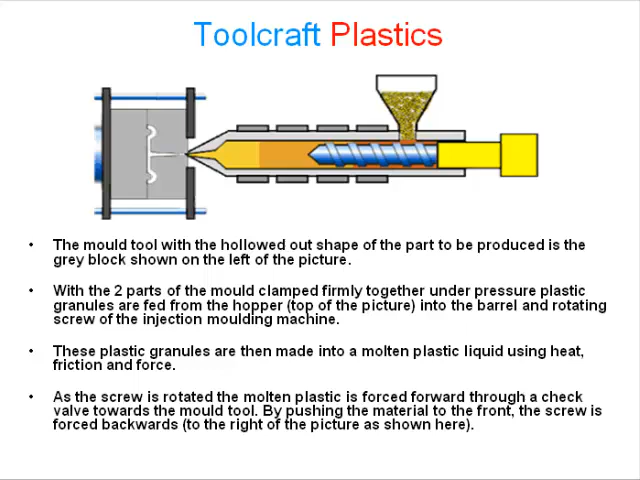 Toolcraft Plastics
• The mould tool with the hollowed out shape of the part to be produced is the
grey block shown on the left of the picture.
• With the 2 parts of the mould clamped firmly together under pressure plastic
granules are fed from the hopper (top of the picture) into the barrel and rotating
screw of the injection moulding machine.
• These plastic granules are then made into a molten plastic liquid using heat,
friction and force.
• As the screw is rotated the molten plastic is forced forward through a check
valve towards the mould tool. By pushing the material to the front, the screw is
forced backwards (to the right of the picture as shown here).